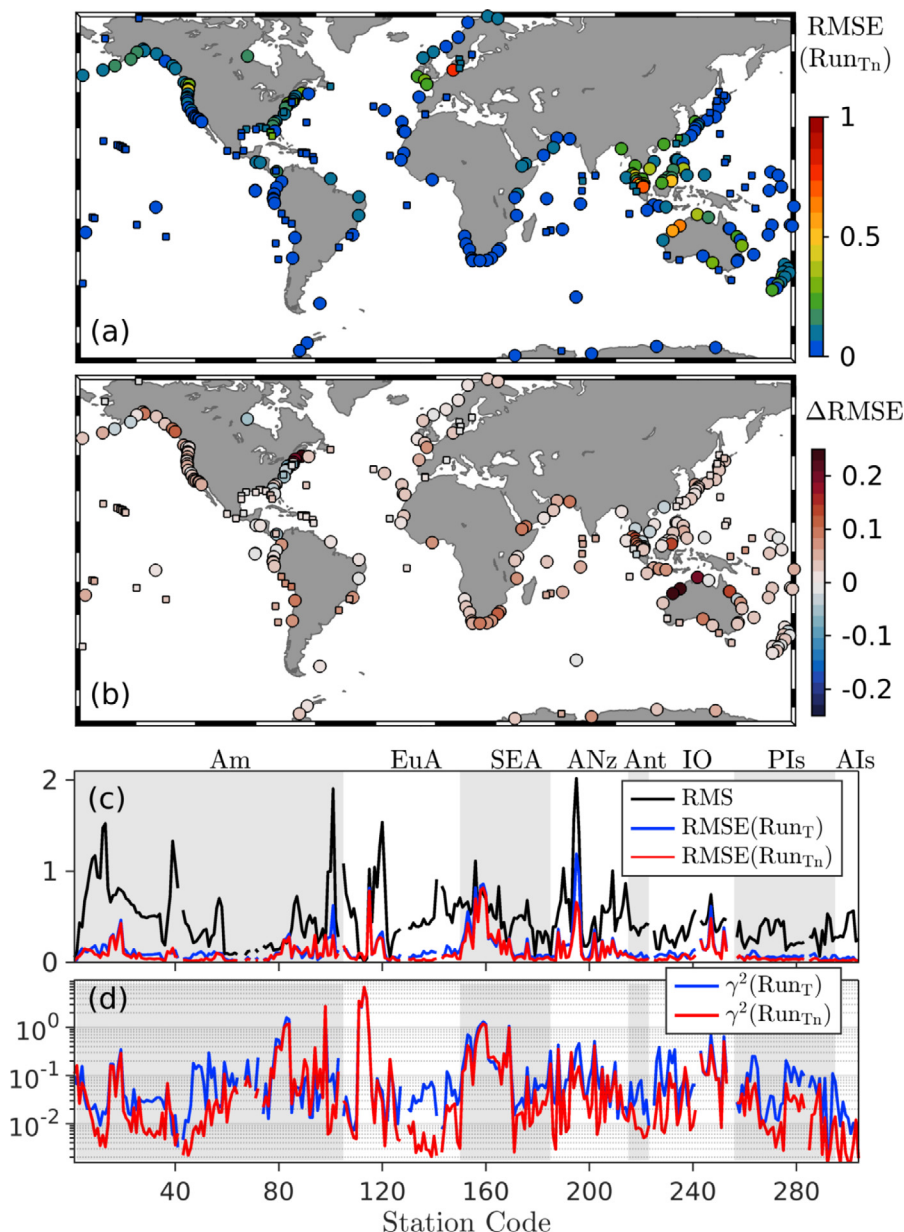 RMSE
(Run_Tn)
1
0.5
0
(a)
ΔRMSE
0.2
0.1
0
-0.1
-0.2
(b)
Am EuA SEA ANz Ant IO PIs AIs
2
(c)
RMS
RMSE(Run_T)
RMSE(Run_Tn)
1
0
(d)
γ²(Run_T)
γ²(Run_Tn)
10⁰
10⁻¹
10⁻²
40 80 120 160 200 240 280
Station Code